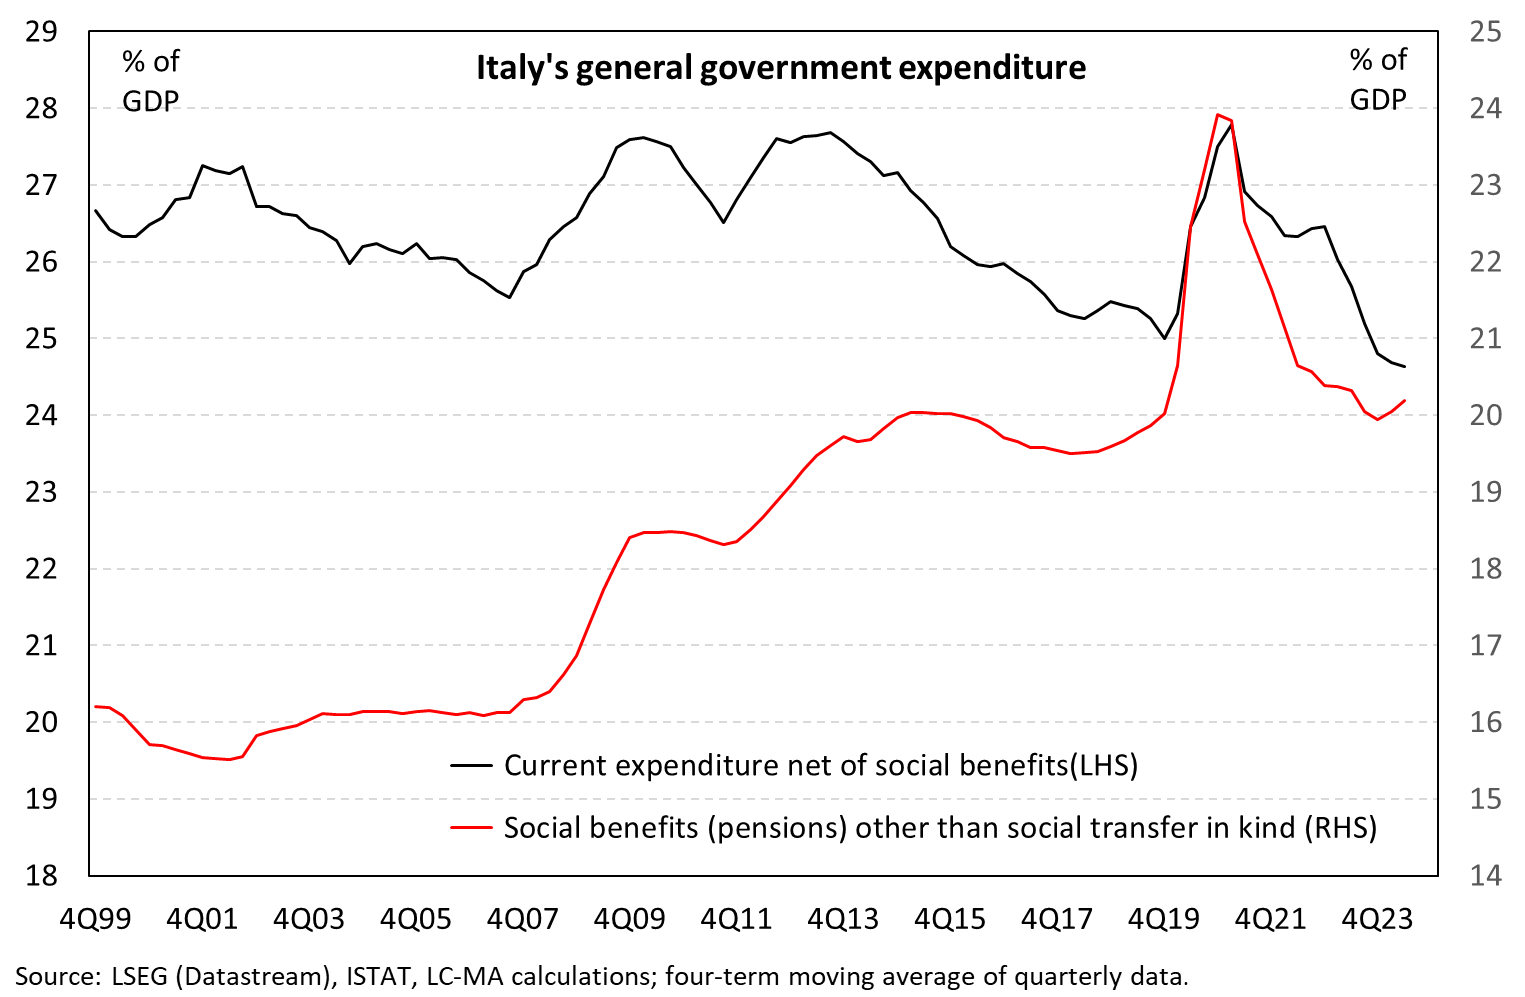 Italy's general government expenditure
% of
GDP
% of
GDP
29
28
27
26
25
24
23
22
21
20
19
18
25
24
23
22
21
20
19
18
17
16
15
14
Current expenditure net of social benefits(LHS)
Social benefits (pensions) other than social transfer in kind (RHS)
4Q99 4Q01 4Q03 4Q05 4Q07 4Q09 4Q11 4Q13 4Q15 4Q17 4Q19 4Q21 4Q23
Source: LSEG (Datastream), ISTAT, LC-MA calculations; four-term moving average of quarterly data.